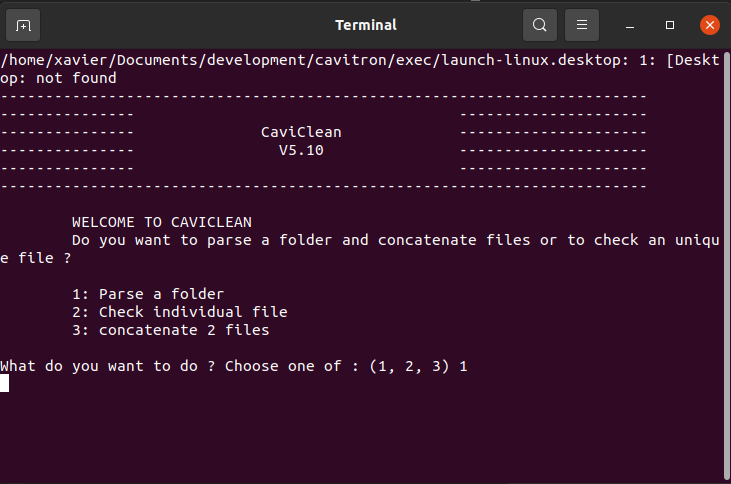 Terminal
/home/xavier/Documents/development/cavitron/exec/launch-linux.desktop: 1: [Deskt
op: not found
------------------------------------------------------------------------
---------------                                    ---------------------
---------------              CaviClean             ---------------------
---------------                V5.10               ---------------------
---------------                                    ---------------------
------------------------------------------------------------------------
WELCOME TO CAVICLEAN
Do you want to parse a folder and concatenate files or to check an uniqu
e file ?
1: Parse a folder
2: Check individual file
3: concatenate 2 files
What do you want to do ? Choose one of : (1, 2, 3) 1